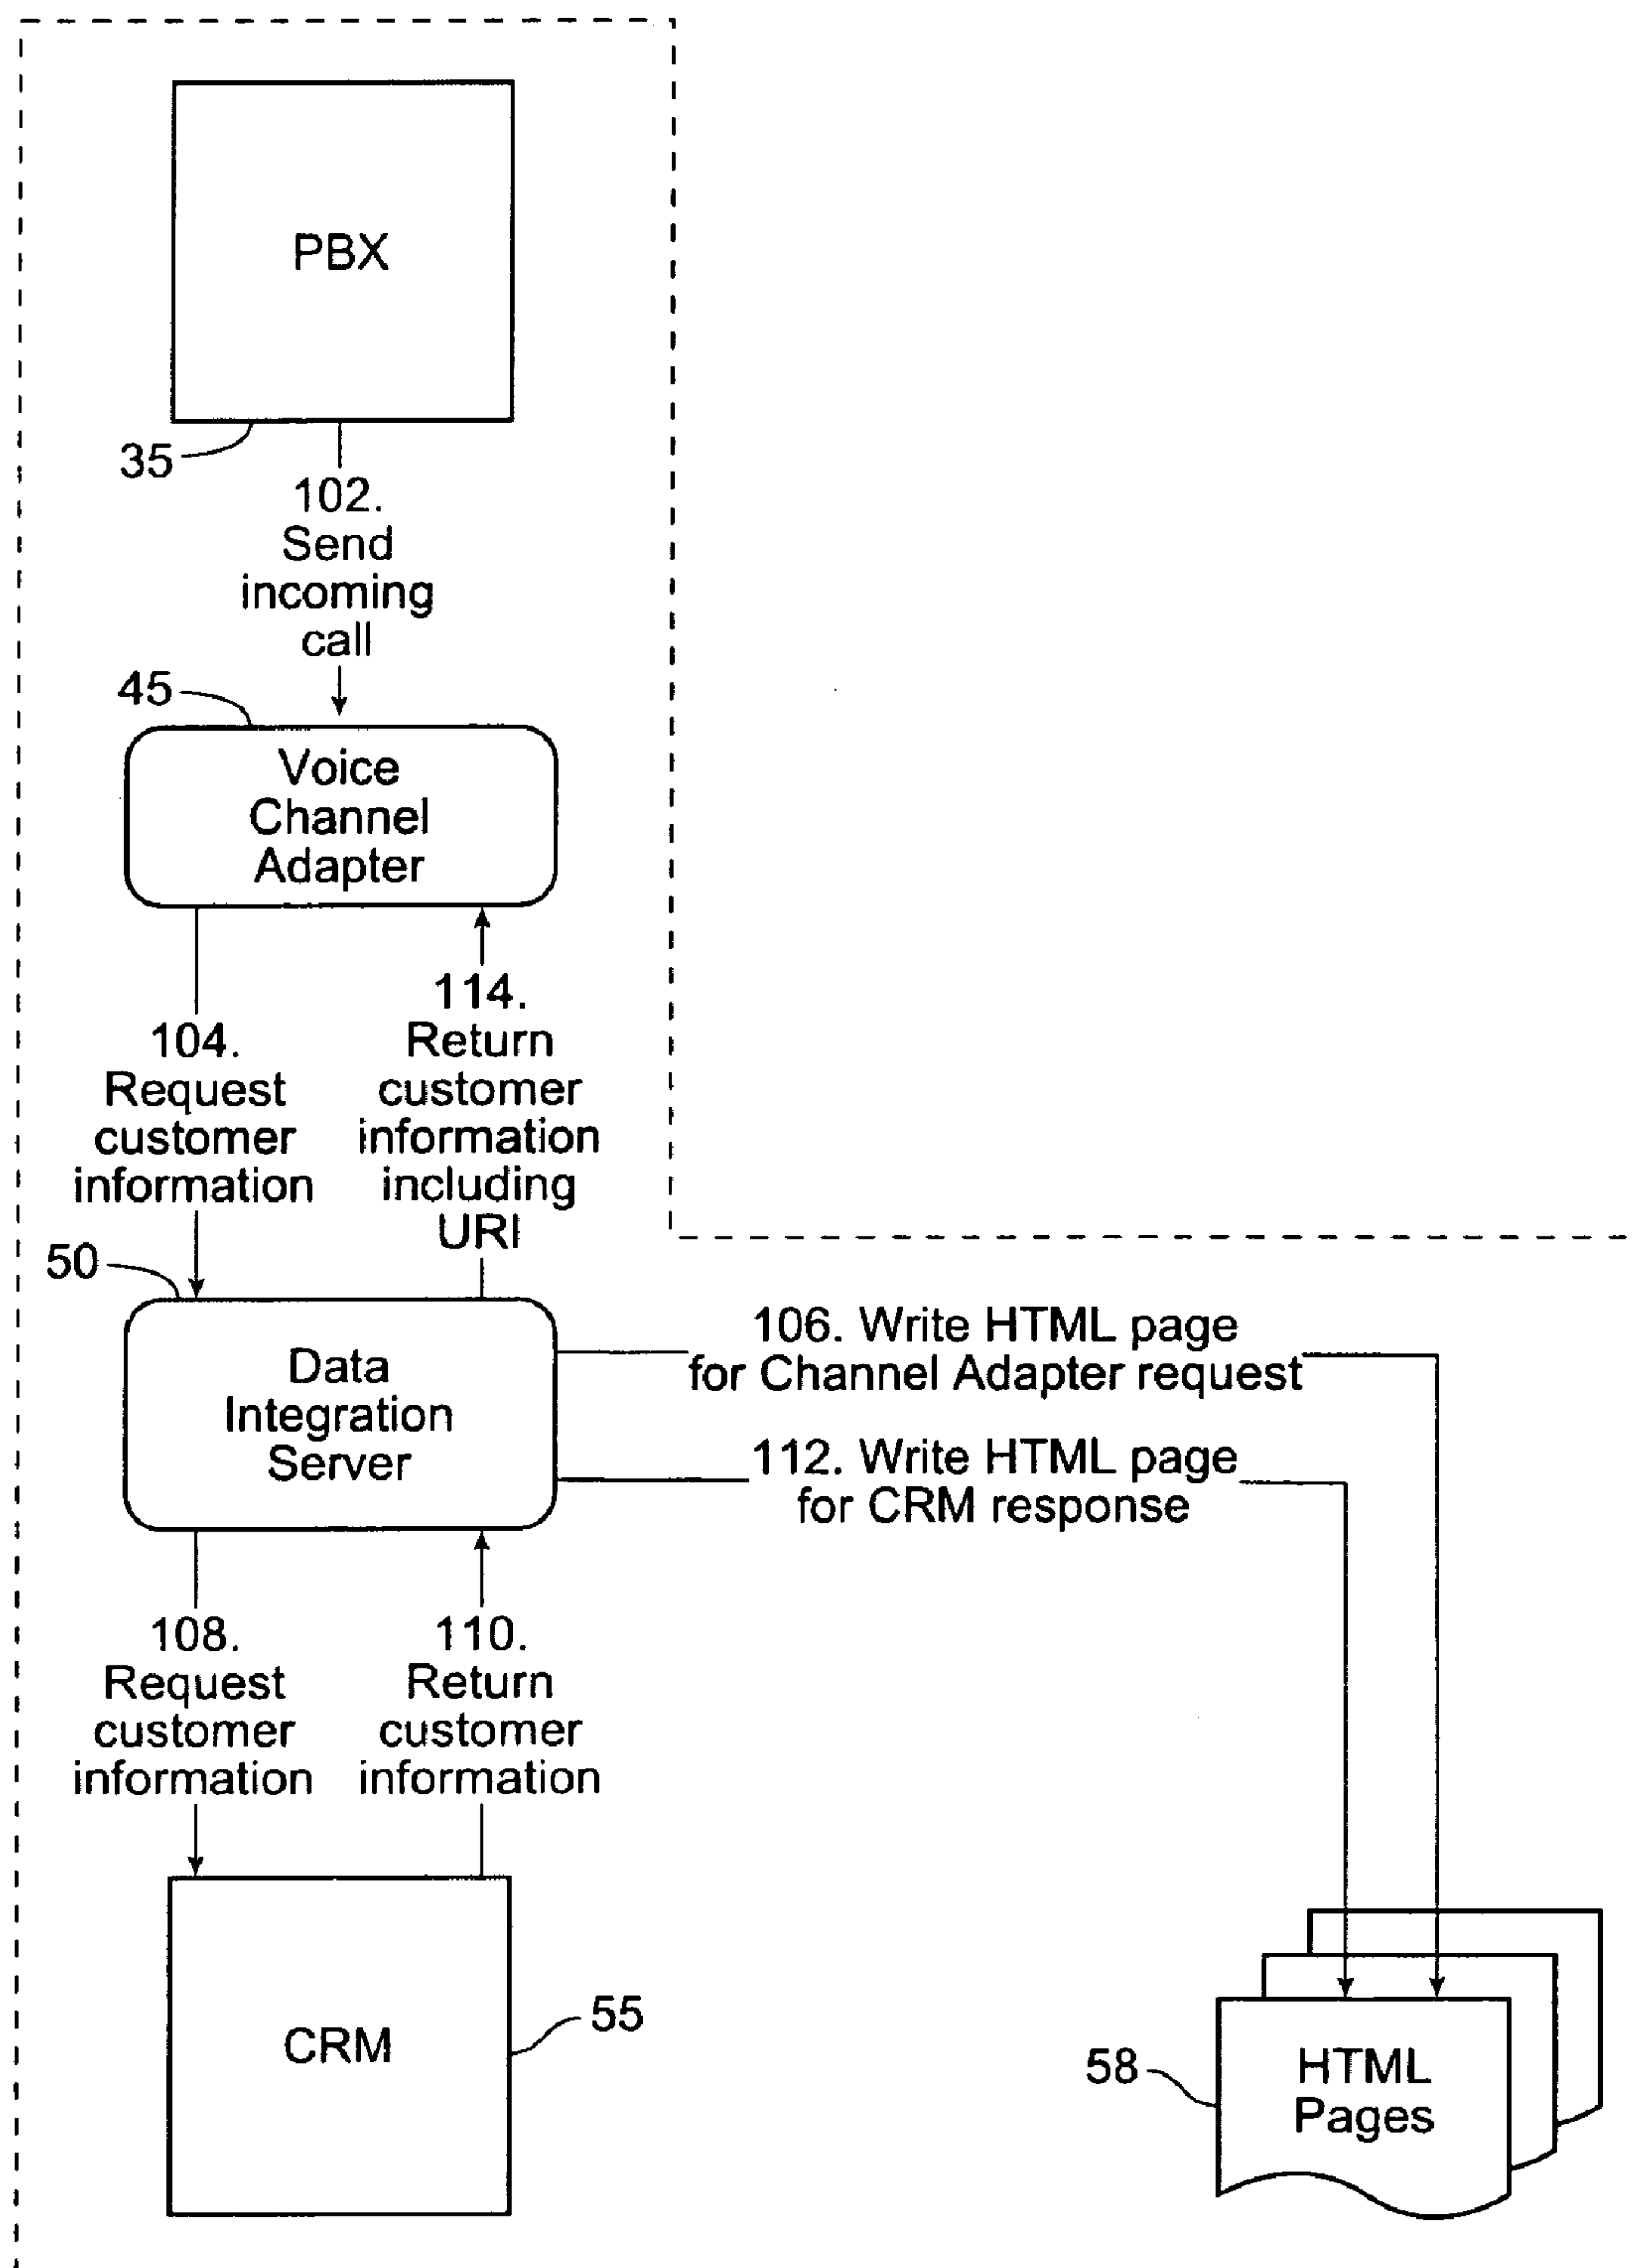 PBX
35
102.
Send
incoming
call
45
Voice
Channel
Adapter
104.
Request
customer
information
114.
Return
customer
information
including
URI
50
Data
Integration
Server
106. Write HTML page
for Channel Adapter request
112. Write HTML page
for CRM response
108.
Request
customer
information
110.
Return
customer
information
CRM
55
58
HTML
Pages